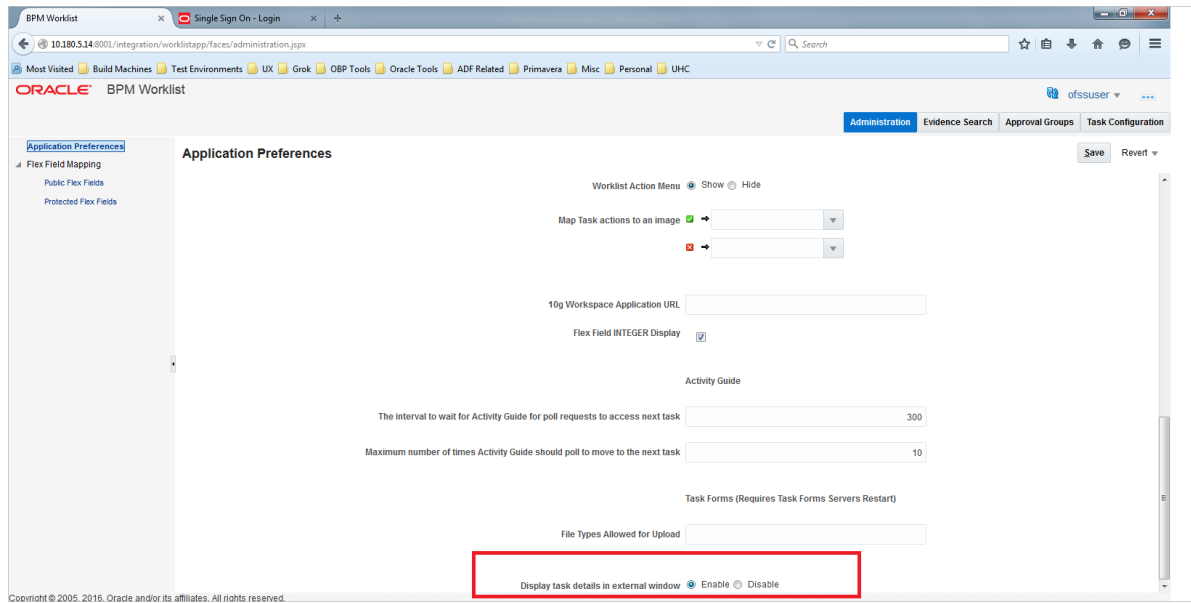 BPM Worklist
Single Sign On - Login
10.180.5.14:8001/integration/worklistapp/faces/administration.jspx
Search
Most Visited Build Machines Test Environments UX Grok OBP Tools Oracle Tools ADF Related Primavera Misc Personal UHC
ORACLE BPM Worklist
ofssuser
Administration Evidence Search Approval Groups Task Configuration
Application Preferences
Flex Field Mapping
Public Flex Fields
Protected Flex Fields
Application Preferences
Save Revert
Worklist Action Menu Show Hide
Map Task actions to an image
10g Workspace Application URL
Flex Field INTEGER Display
Activity Guide
The interval to wait for Activity Guide for poll requests to access next task 300
Maximum number of times Activity Guide should poll to move to the next task 10
Task Forms (Requires Task Forms Servers Restart)
File Types Allowed for Upload
Display task details in external window Enable Disable
Copyright © 2005, 2016, Oracle and/or its affiliates. All rights reserved.